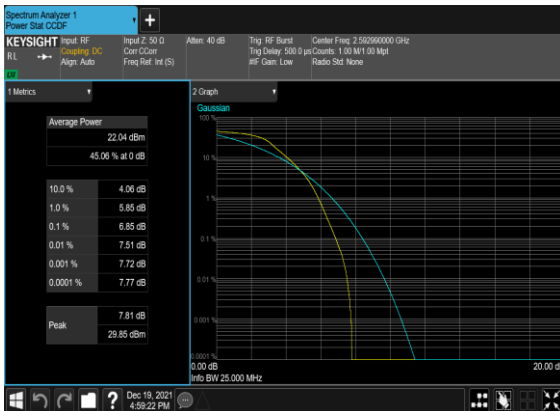 Spectrum Analyzer 1
Power Stat CCDF
KEYSIGHT
RL
LNI
Input: RF
Coupling: DC
Align: Auto
Input Z: 50 Ω
Corr CCorr
Freq Ref: Int (S)
Atten: 40 dB
Trig: RF Burst
Trig Delay: 500.0 µs
#IF Gain: Low
Center Freq: 2.592990000 GHz
Counts: 1.00 M/1.00 Mpt
Radio Std: None
1 Metrics
Average Power
22.04 dBm
45.06 % at 0 dB
10.0 % 4.06 dB
1.0 % 5.85 dB
0.1 % 6.85 dB
0.01 % 7.51 dB
0.001 % 7.72 dB
0.0001 % 7.77 dB
Peak
7.81 dB
29.85 dBm
2 Graph
Gaussian
100 %
10 %
1 %
0.1 %
0.01 %
0.001 %
0.0001 %
0.00 dB
20.00 d
Info BW 25.000 MHz
Dec 19, 2021
4:59:22 PM